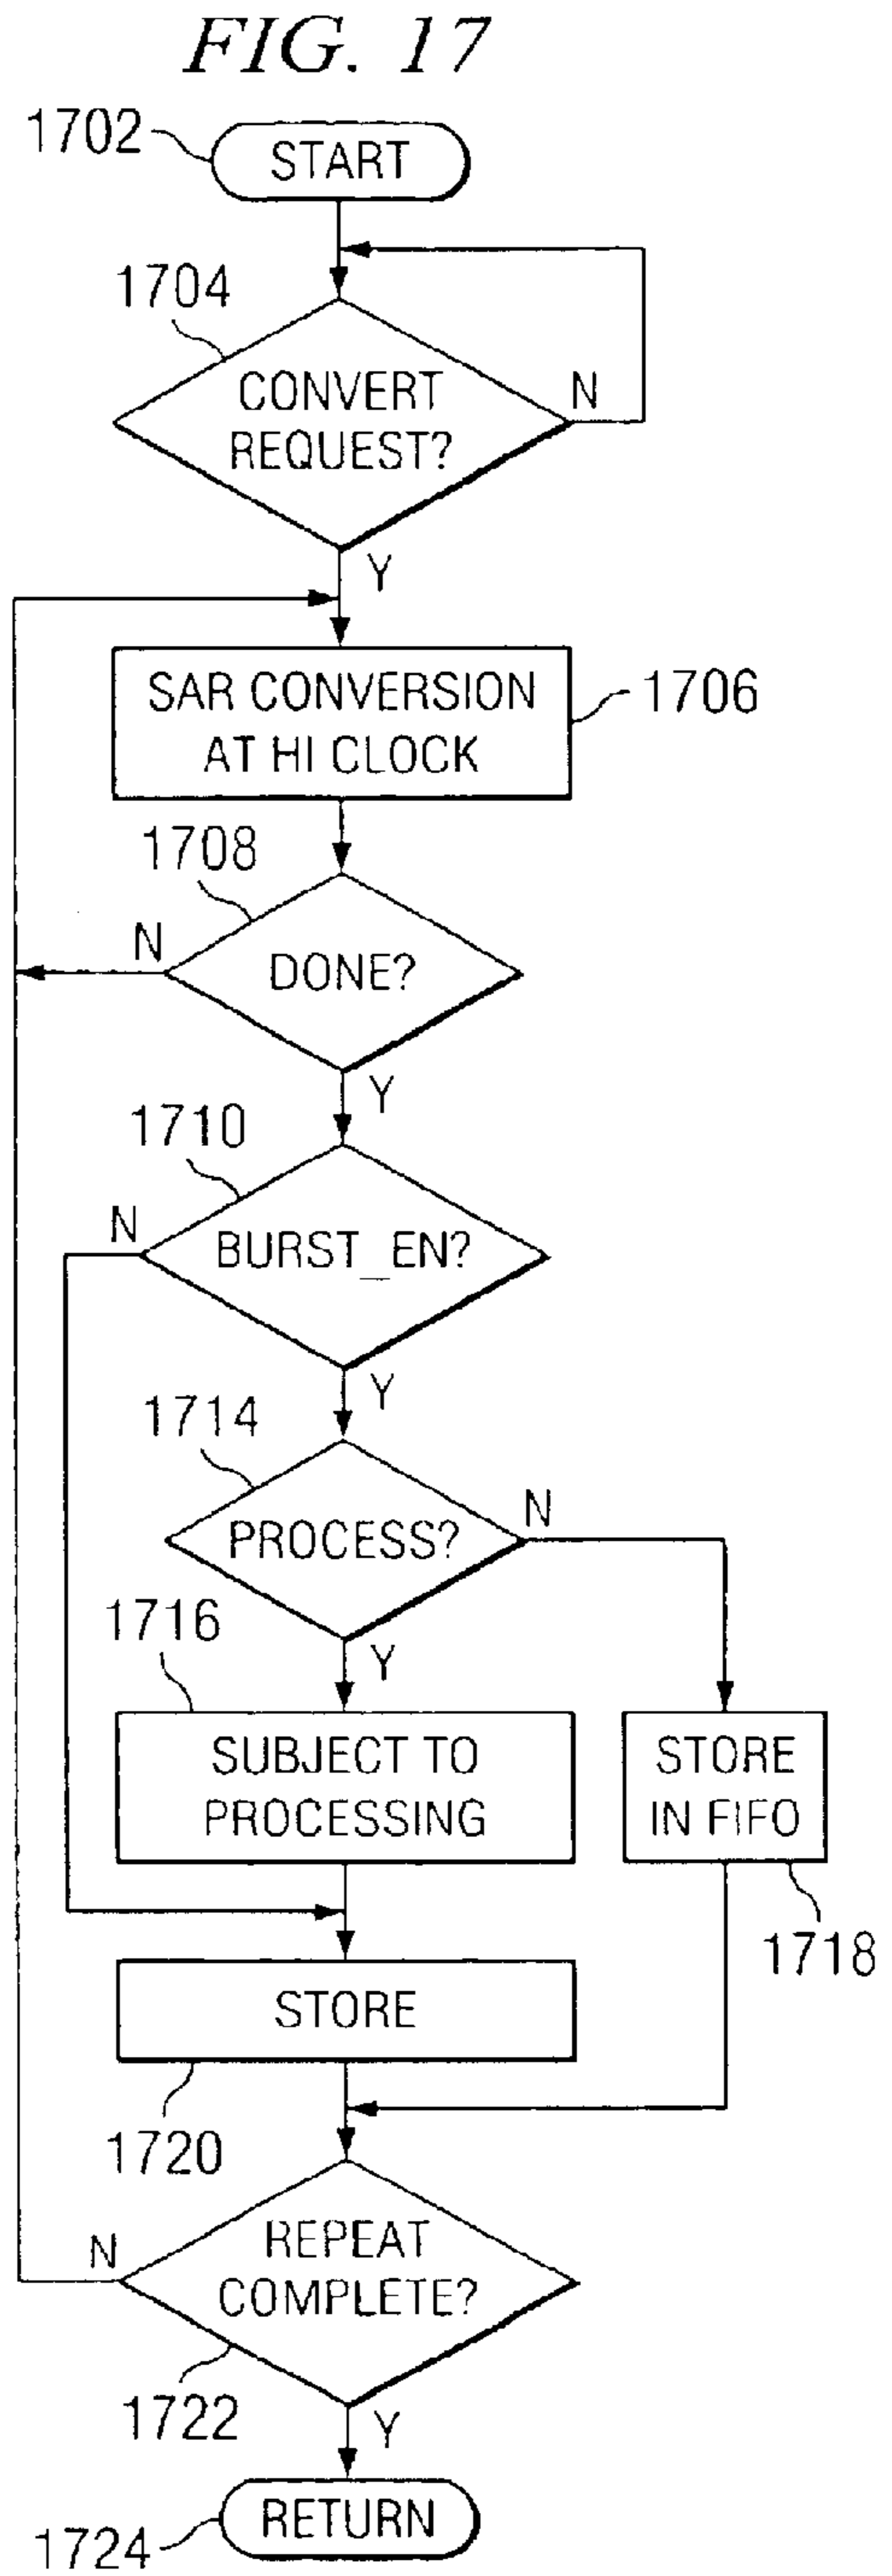 FIG. 17
1702
START
1704
CONVERT
REQUEST?
N
Y
SAR CONVERSION
AT HI CLOCK
1706
1708
N
DONE?
Y
1710
N
BURST_EN?
Y
1714
PROCESS?
N
1716
Y
SUBJECT TO
PROCESSING
STORE
IN FIFO
1718
STORE
1720
REPEAT
COMPLETE?
N
1722
Y
RETURN
1724